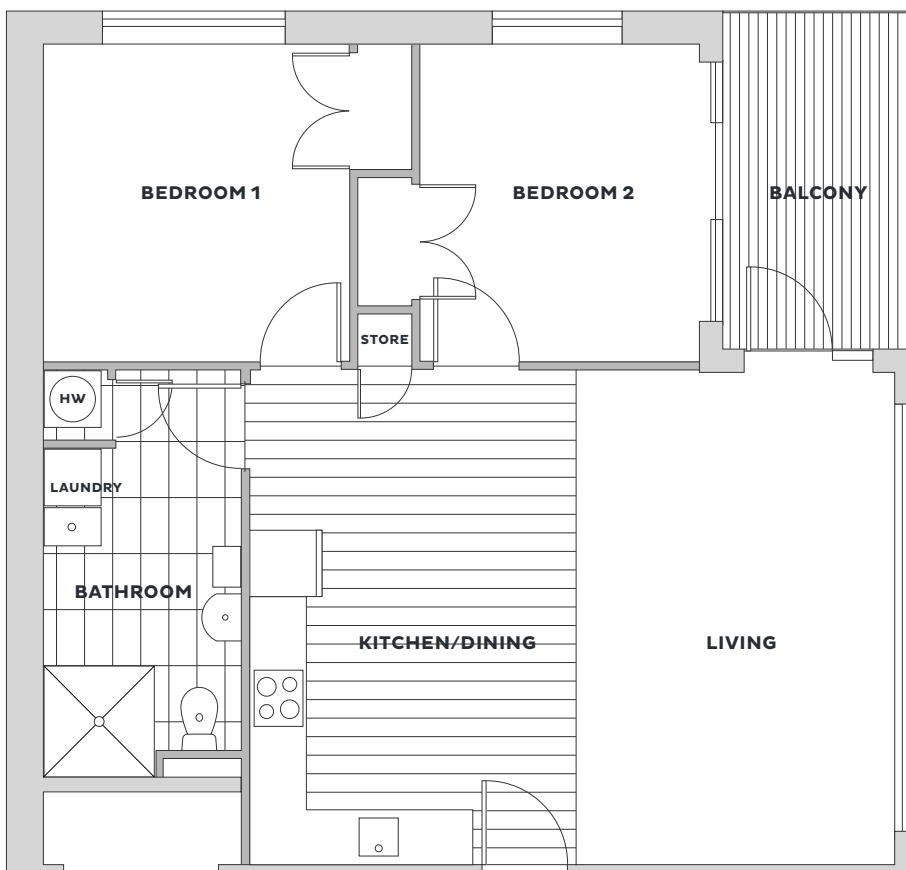 BEDROOM 1
BEDROOM 2
BALCONY
STORE
HW
LAUNDRY
BATHROOM
KITCHEN/DINING
LIVING